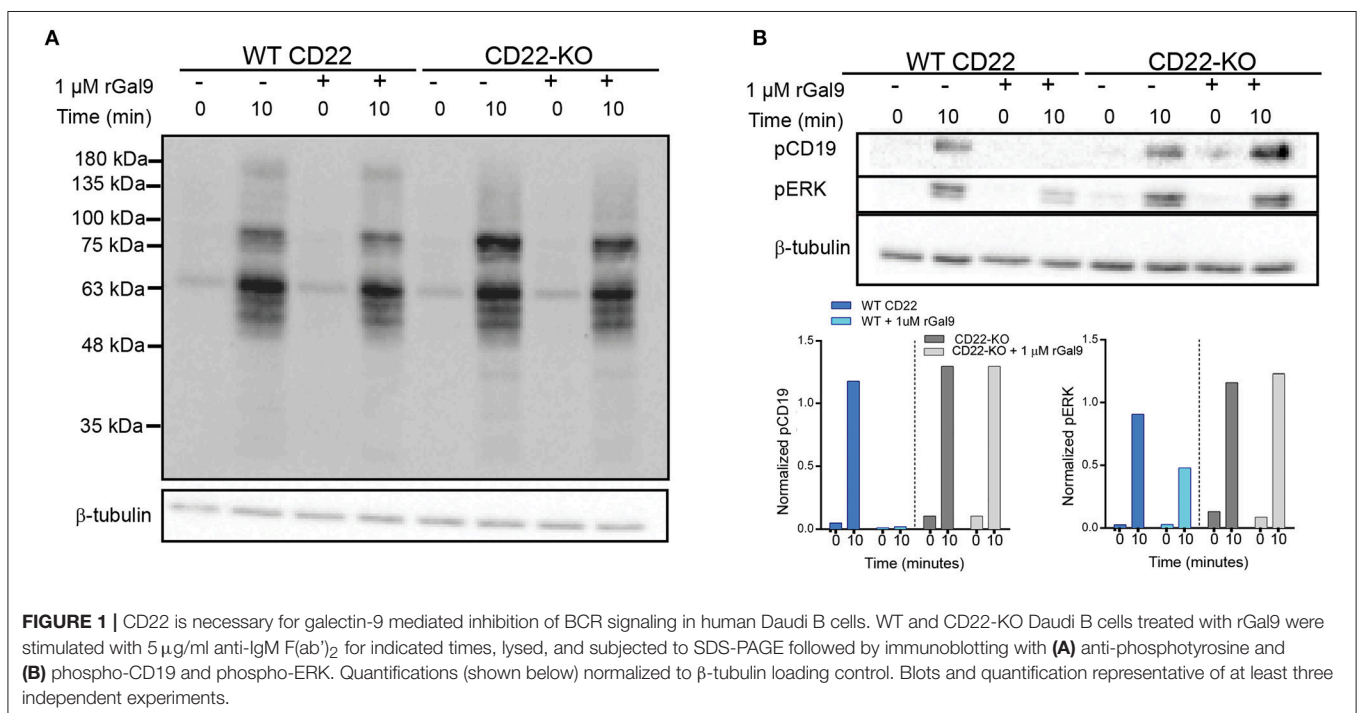 A
WT CD22 CD22-KO
1 µM rGal9 - - + + - - + +
Time (min) 0 10 0 10 0 10 0 10
180 kDa
135 kDa
100 kDa
75 kDa
63 kDa
48 kDa
35 kDa
β-tubulin
B
WT CD22 CD22-KO
1 µM rGal9 - - + + - - + +
Time (min) 0 10 0 10 0 10 0 10
pCD19
pERK
β-tubulin
WT CD22
WT + 1uM rGal9
CD22-KO
CD22-KO + 1 µM rGal9
Normalized pCD19
1.5
1.0
0.5
0.0
0 10 0 10 0 10 0 10
Time (minutes)
Normalized pERK
1.5
1.0
0.5
0.0
0 10 0 10 0 10 0 10
Time (minutes)
FIGURE 1 | CD22 is necessary for galectin-9 mediated inhibition of BCR signaling in human Daudi B cells. WT and CD22-KO Daudi B cells treated with rGal9 were
stimulated with 5 µg/ml anti-IgM F(ab')₂ for indicated times, lysed, and subjected to SDS-PAGE followed by immunoblotting with (A) anti-phosphotyrosine and
(B) phospho-CD19 and phospho-ERK. Quantifications (shown below) normalized to β-tubulin loading control. Blots and quantification representative of at least three
independent experiments.